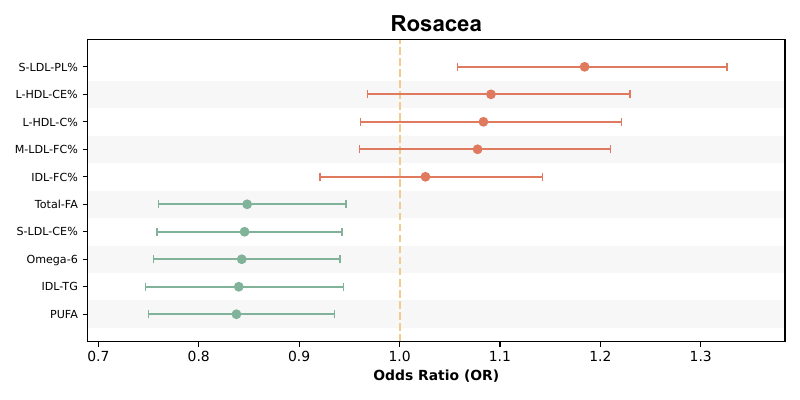 Rosacea
S-LDL-PL%
L-HDL-CE%
L-HDL-C%
M-LDL-FC%
IDL-FC%
Total-FA
S-LDL-CE%
Omega-6
IDL-TG
PUFA
0.7 0.8 0.9 1.0 1.1 1.2 1.3
Odds Ratio (OR)